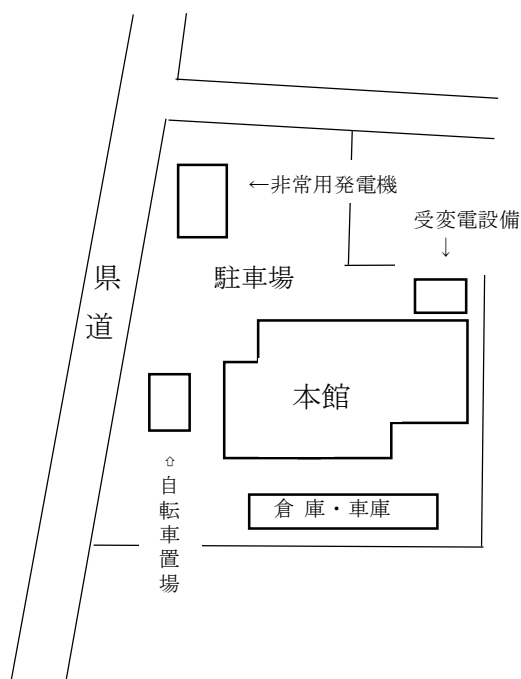 ←非常用発電機
受変電設備
↓
駐車場
県道
本館
倉庫・車庫
⇧
自転車置場